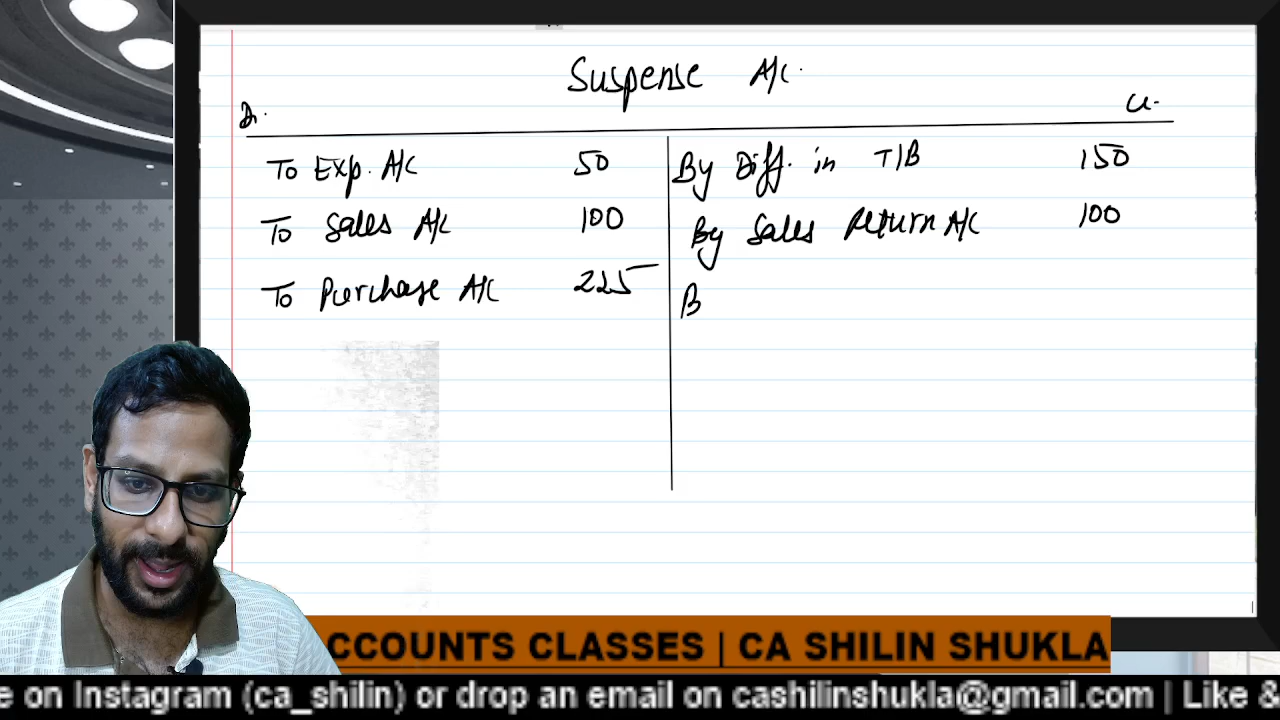 Suspense A/c.
Dr. Cr.
To Exp. A/c 50 By Diff. in T/B 150
To Sales A/c 100 By Sales Return A/c 100
To Purchase A/c 225 B
CCOUNTS CLASSES | CA SHILIN SHUKLA
e on Instagram (ca_shilin) or drop an email on cashilinshukla@gmail.com | Like &